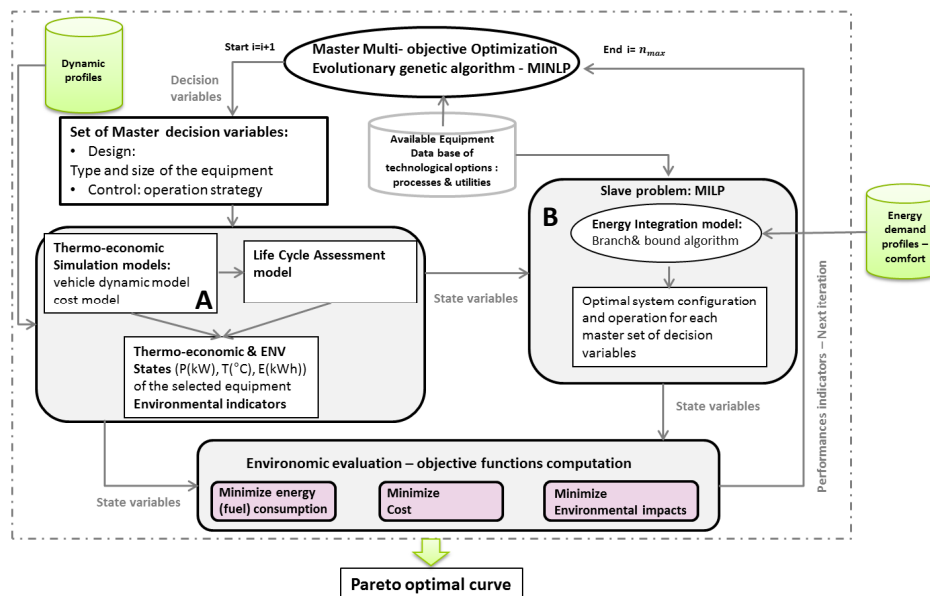 Dynamic
profiles
Start i=i+1
Master Multi- objective Optimization
Evolutionary genetic algorithm - MINLP
End i= n_max
Decision
variables
Set of Master decision variables:
• Design:
Type and size of the equipment
• Control: operation strategy
Available Equipment
Data base of
technological options :
processes & utilities
Slave problem: MILP
B
Energy Integration model:
Branch& bound algorithm
Energy
demand
profiles –
comfort
Thermo-economic
Simulation models:
vehicle dynamic model
cost model
A
Life Cycle Assessment
model
State variables
Optimal system configuration
and operation for each
master set of decision
variables
Thermo-economic & ENV
States (P(kW), T(°C), E(kWh))
of the selected equipment
Environmental indicators
State variables
State variables
Performances indicators – Next iteration
Environomic evaluation – objective functions computation
Minimize energy
(fuel) consumption
Minimize
Cost
Minimize
Environmental impacts
Pareto optimal curve